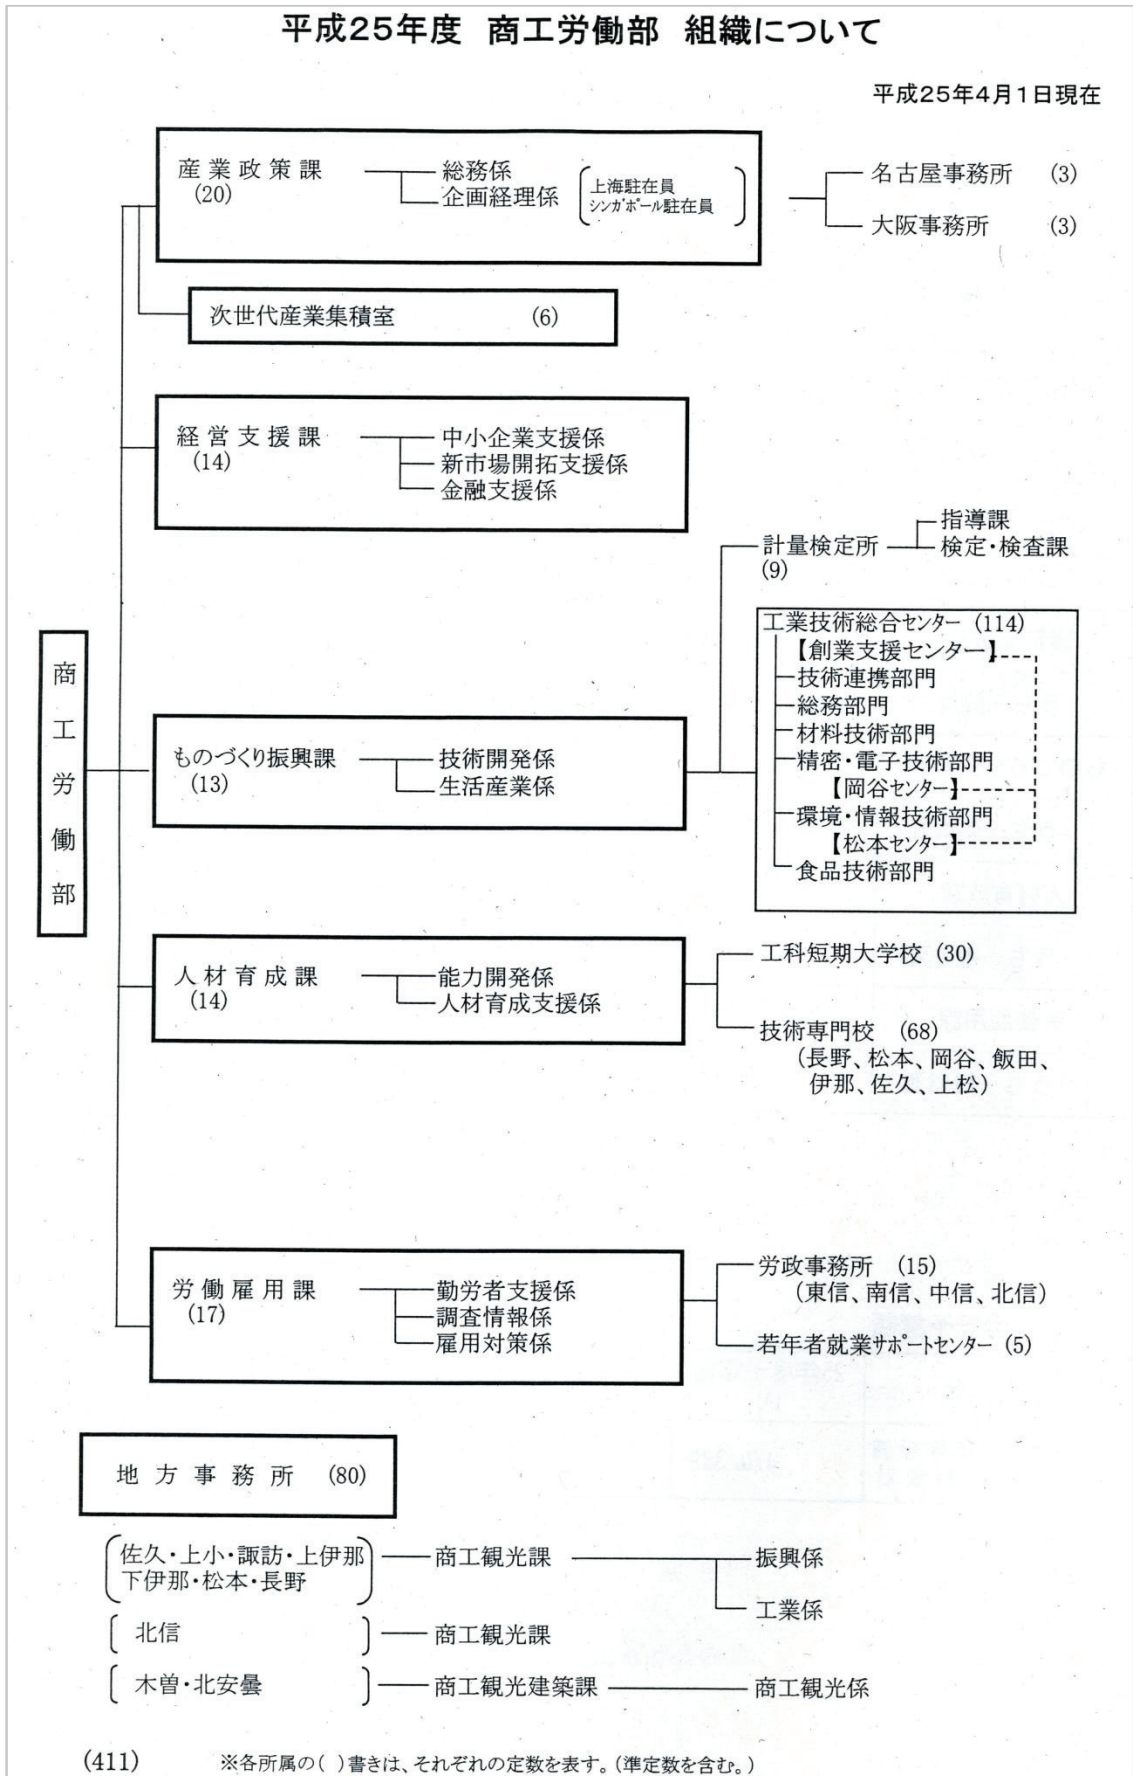 平成25年度 商工労働部 組織について
平成25年4月1日現在
商工労働部
産業政策課
(20)
総務係
企画経理係
上海駐在員
シンガポール駐在員
名古屋事務所 (3)
大阪事務所 (3)
次世代産業集積室 (6)
経営支援課
(14)
中小企業支援係
新市場開拓支援係
金融支援係
ものづくり振興課
(13)
技術開発係
生活産業係
計量検定所
(9)
指導課
検定・検査課
工業技術総合センター (114)
【創業支援センター】
技術連携部門
総務部門
材料技術部門
精密・電子技術部門
【岡谷センター】
環境・情報技術部門
【松本センター】
食品技術部門
人材育成課
(14)
能力開発係
人材育成支援係
工科短期大学校 (30)
技術専門校 (68)
(長野、松本、岡谷、飯田、
伊那、佐久、上松)
労働雇用課
(17)
勤労者支援係
調査情報係
雇用対策係
労政事務所 (15)
(東信、南信、中信、北信)
若年者就業サポートセンター (5)
地方事務所 (80)
佐久・上小・諏訪・上伊那
下伊那・松本・長野
商工観光課
振興係
工業係
北信
商工観光課
木曽・北安曇
商工観光建築課
商工観光係
(411) ※各所属の( )書きは、それぞれの定数を表す。(準定数を含む。)